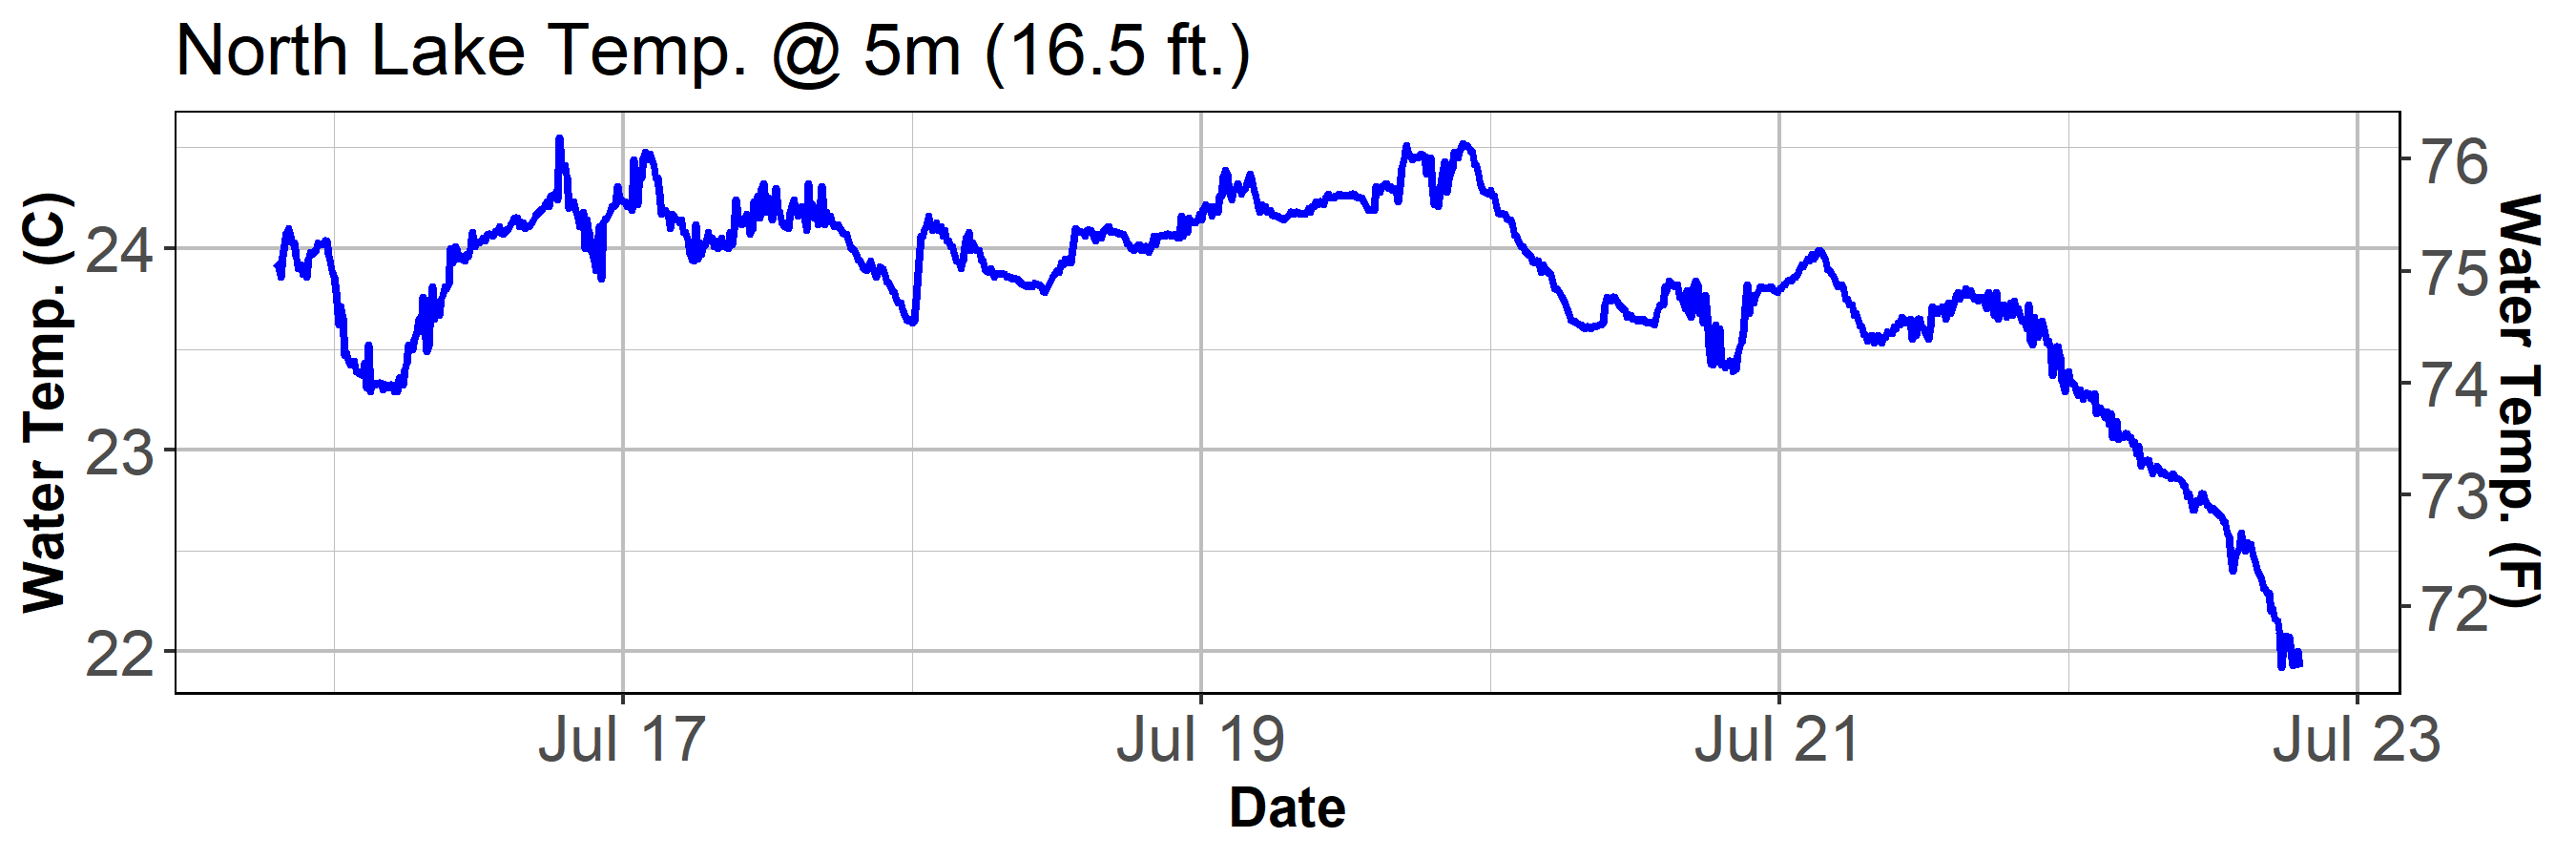 North Lake Temp. @ 5m (16.5 ft.)
Water Temp. (C)
24
23
22
76
75
74
73
72
Water Temp. (F)
Jul 17 Jul 19 Jul 21 Jul 23
Date